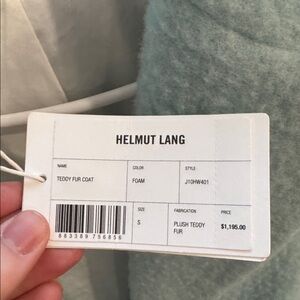 HELMUT LANG
NAME COLOR STYLE
TEDDY FUR COAT FOAM J10HW401
SIZE FABRICATION PRICE
S PLUSH TEDDY FUR $1,195.00
883389756856